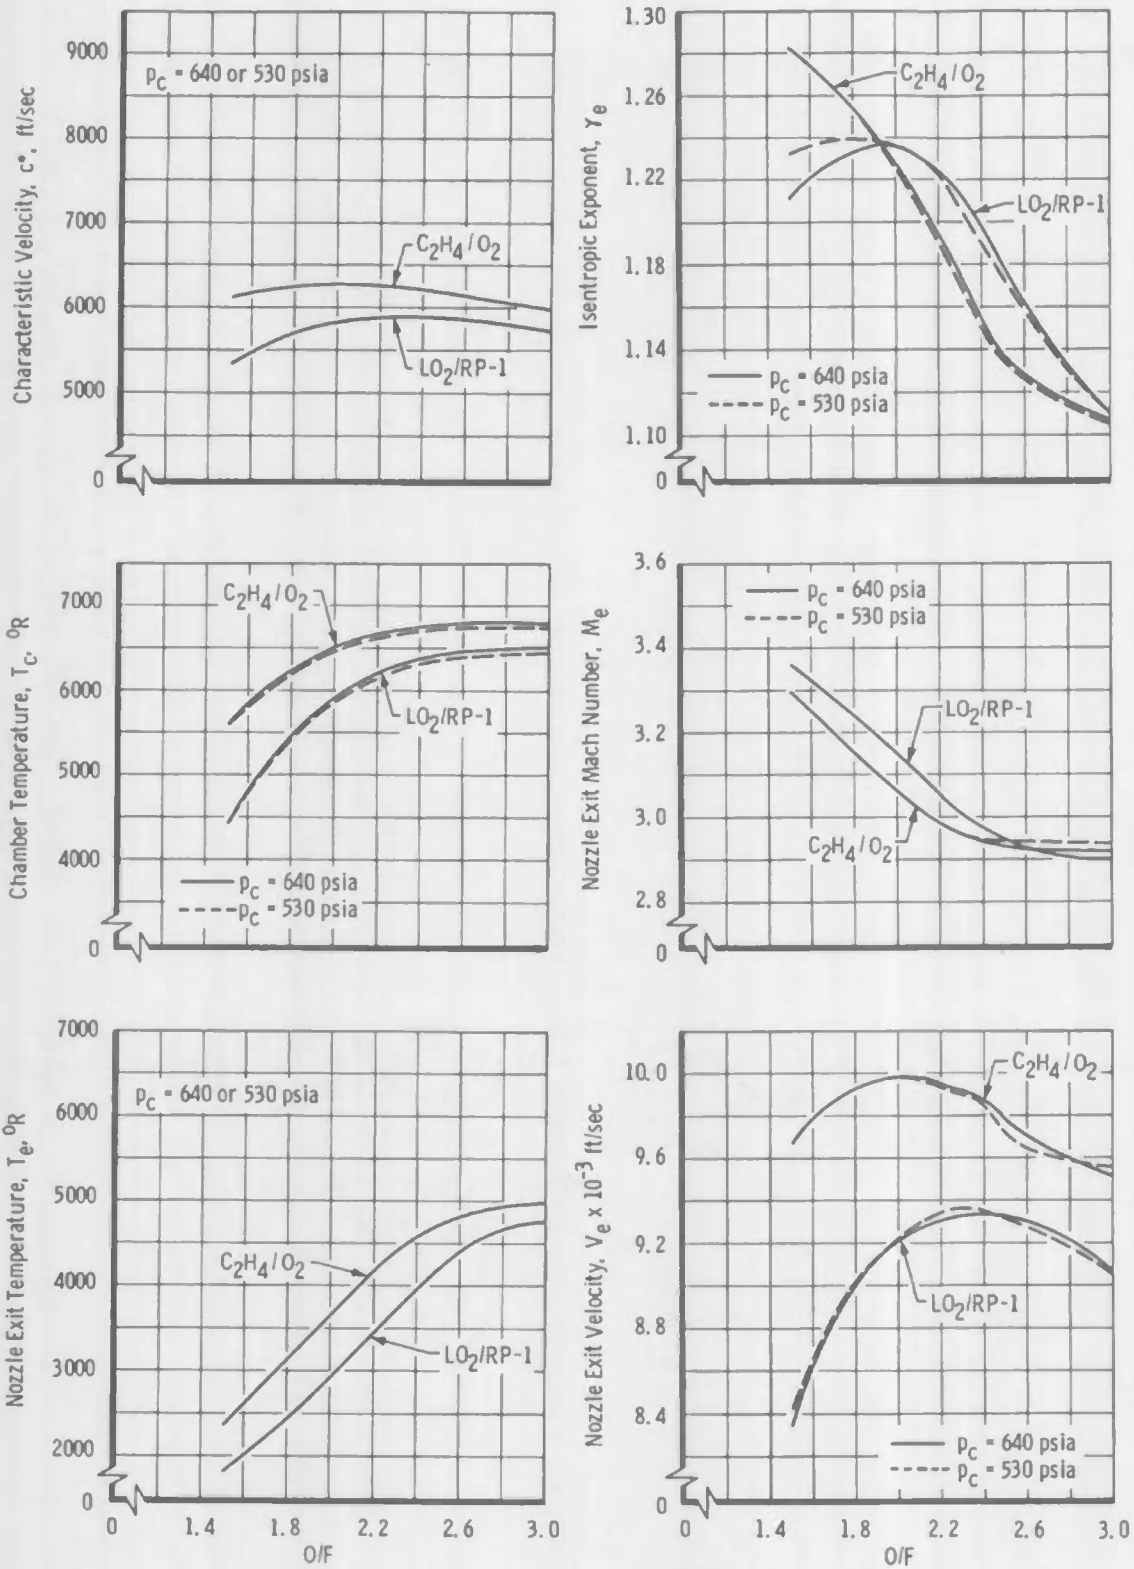 Characteristic Velocity, c*, ft/sec
9000
8000
7000
6000
5000
0
pc = 640 or 530 psia
C2H4/O2
LO2/RP-1
Isentropic Exponent, γe
1.30
1.26
1.22
1.18
1.14
1.10
0
C2H4/O2
LO2/RP-1
pc = 640 psia
pc = 530 psia
Chamber Temperature, Tc, °R
7000
6000
5000
4000
0
C2H4/O2
LO2/RP-1
pc = 640 psia
pc = 530 psia
Nozzle Exit Mach Number, Me
3.6
3.4
3.2
3.0
2.8
0
pc = 640 psia
pc = 530 psia
LO2/RP-1
C2H4/O2
Nozzle Exit Temperature, Te, °R
7000
6000
5000
4000
3000
2000
0
pc = 640 or 530 psia
C2H4/O2
LO2/RP-1
0 1.4 1.8 2.2 2.6 3.0
O/F
Nozzle Exit Velocity, Ve x 10-3 ft/sec
10.0
9.6
9.2
8.8
8.4
0
C2H4/O2
LO2/RP-1
pc = 640 psia
pc = 530 psia
0 1.4 1.8 2.2 2.6 3.0
O/F